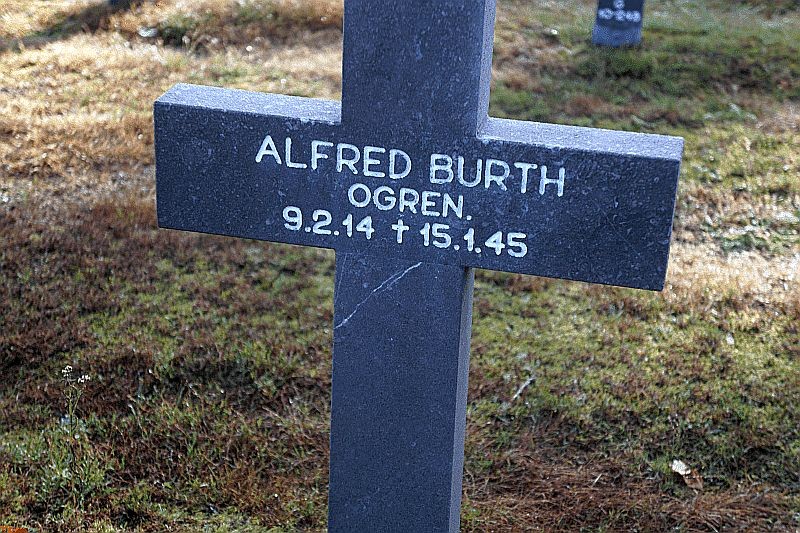 ALFRED BURTH
OGREN.
9.2.14 ✝ 15.1.45